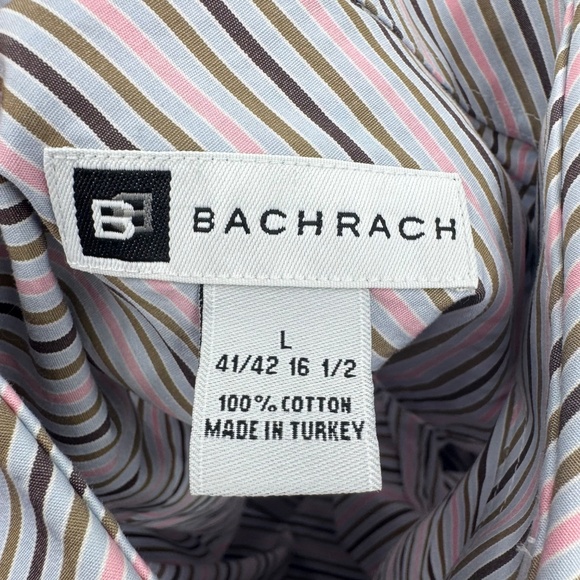 B BACHRACH
L
41/42 16 1/2
100% COTTON
MADE IN TURKEY